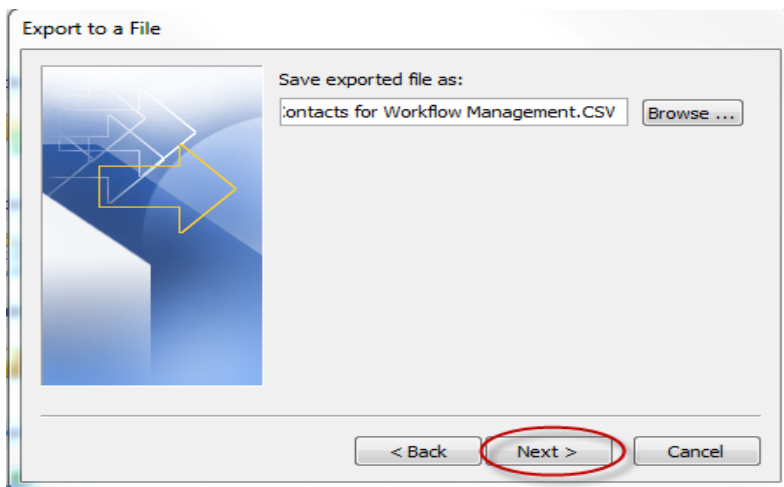 Export to a File
Save exported file as:
ontacts for Workflow Management.CSV
Browse ...
< Back
Next >
Cancel